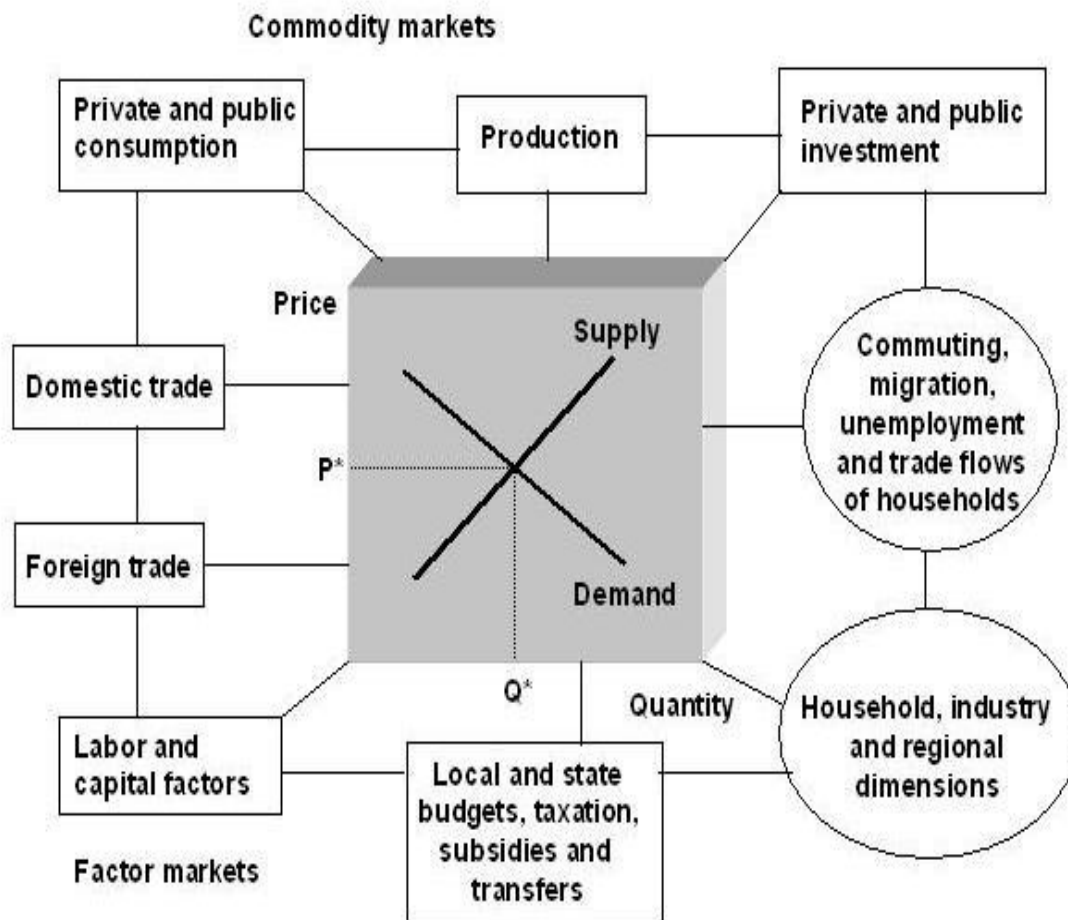 Commodity markets
Private and public
consumption
Production
Private and public
investment
Price
Supply
Domestic trade
Commuting,
migration,
unemployment
and trade flows
of households
P*
Foreign trade
Demand
Q*
Quantity
Labor and
capital factors
Local and state
budgets, taxation,
subsidies and
transfers
Household, industry
and regional
dimensions
Factor markets